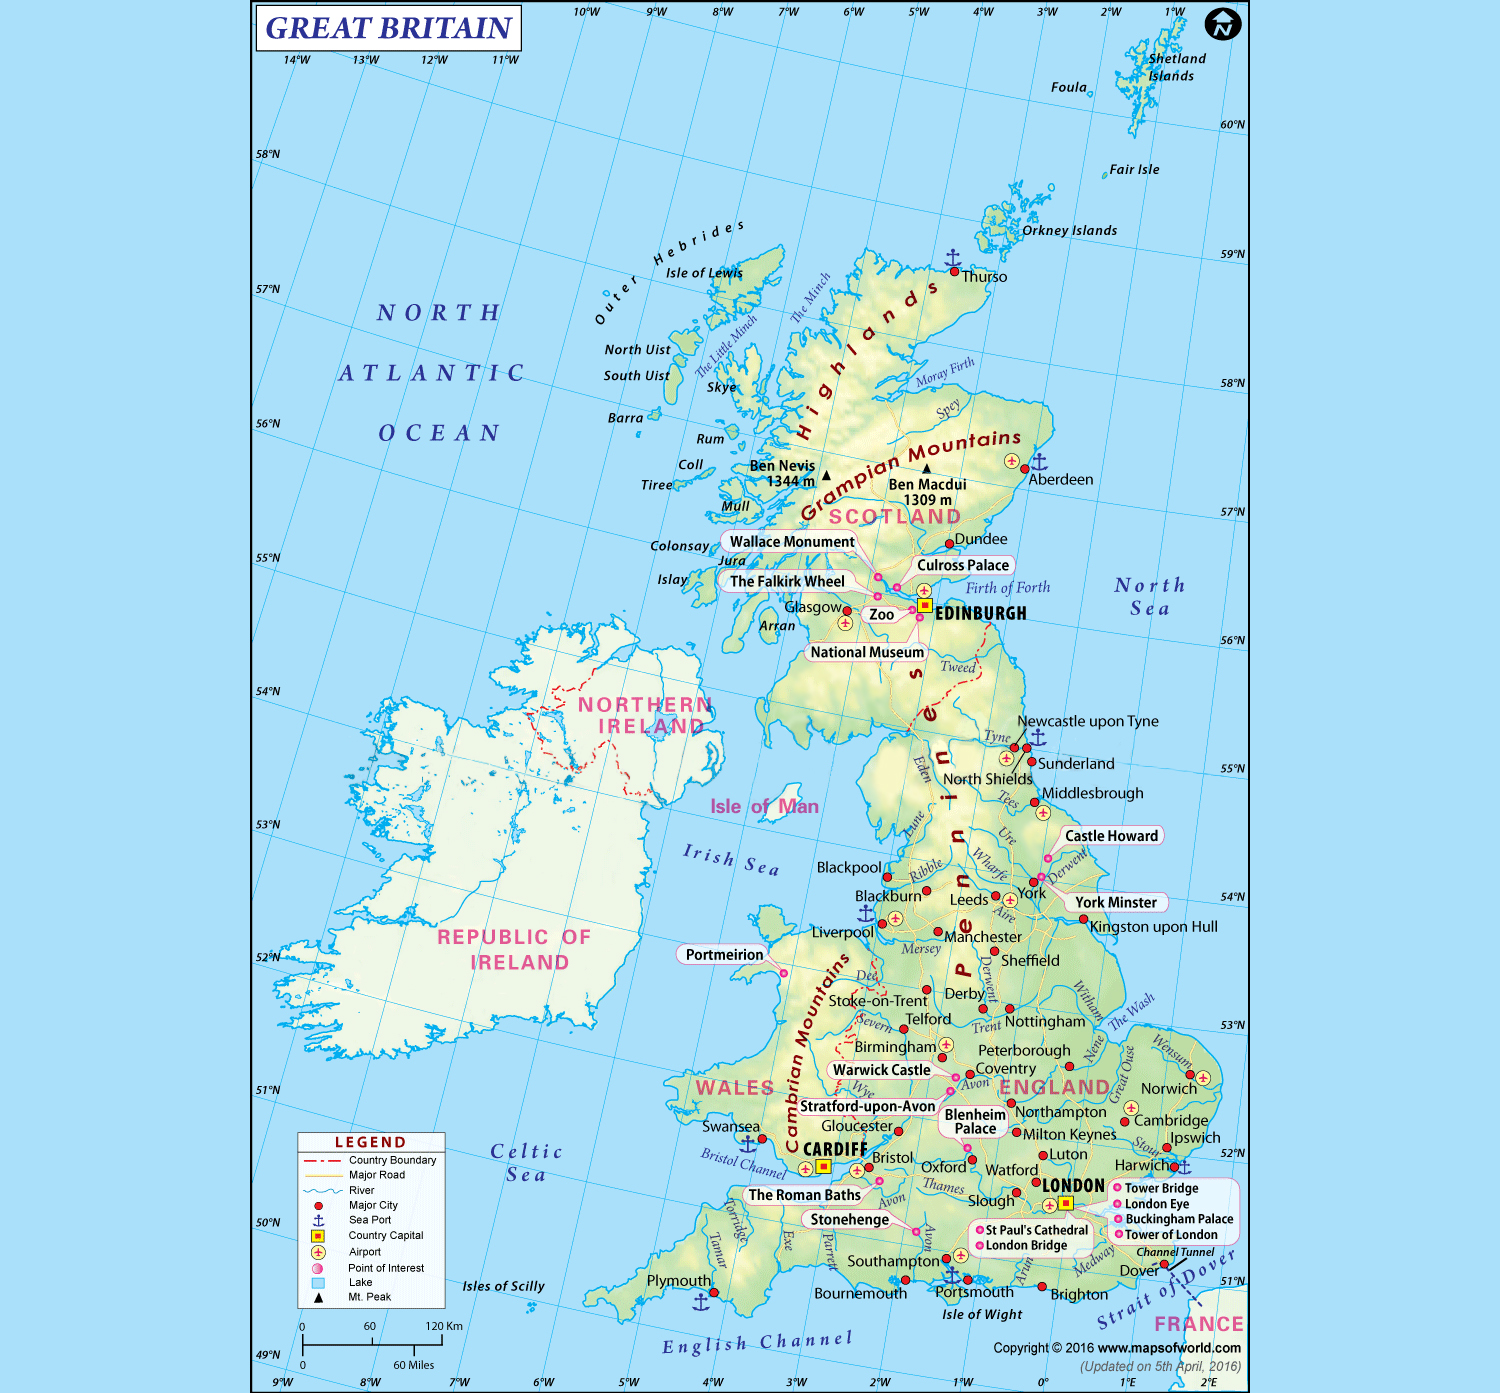 GREAT BRITAIN
10°W
9°W
8°W
7°W
6°W
5°W
4°W
3°W
2°W
1°W
N
14°W
13°W
12°W
11°W
Shetland
Islands
Foula
60°N
58°N
Fair Isle
Orkney Islands
Outer Hebrides
59°N
Isle of Lewis
Thurso
57°N
The Minch
NORTH
ATLANTIC
OCEAN
Highlands
The Little Minch
North Uist
South Uist
Skye
Moray Firth
58°N
Spey
Barra
56°N
Rum
Grampian Mountains
Coll
Ben Nevis
1344 m
Tiree
Ben Macdui
1309 m
Aberdeen
Mull
SCOTLAND
57°N
Wallace Monument
Dundee
Colonsay
Jura
55°N
Culross Palace
Islay
The Falkirk Wheel
Firth of Forth
North
Sea
Glasgow
Zoo
EDINBURGH
Arran
National Museum
56°N
Tweed
54°N
NORTHERN
IRELAND
Pennines
Newcastle upon Tyne
Tyne
Eden
Sunderland
North Shields
55°N
Tees
Middlesbrough
Isle of Man
Lune
Ure
Castle Howard
53°N
Irish Sea
Wharfe
Derwent
Blackpool
Ribble
Blackburn
Leeds
York
54°N
York Minster
Aire
Liverpool
Manchester
Kingston upon Hull
REPUBLIC OF
IRELAND
Mersey
52°N
Portmeirion
Sheffield
Dee
Derwent
Cambrian Mountains
Stoke-on-Trent
Derby
Witham
The Wash
Severn
Telford
Trent
Nottingham
53°N
Birmingham
Peterborough
Nene
Wensum
Great Ouse
Warwick Castle
Coventry
51°N
WALES
Wye
Avon
ENGLAND
Norwich
Stratford-upon-Avon
Blenheim
Palace
Northampton
Cambridge
Swansea
Gloucester
Milton Keynes
Ipswich
Stour
CARDIFF
Celtic
Sea
Bristol Channel
Bristol
Oxford
Luton
Watford
Harwich
52°N
Thames
LONDON
The Roman Baths
Avon
Slough
Tower Bridge
London Eye
Buckingham Palace
Tower of London
Stonehenge
St Paul's Cathedral
London Bridge
50°N
Torridge
Tamar
Exe
Parrett
Avon
Southampton
Arun
Medway
Channel Tunnel
Dover
Strait of Dover
51°N
Isles of Scilly
Plymouth
Bournemouth
Portsmouth
Brighton
Isle of Wight
FRANCE
English Channel
LEGEND
Country Boundary
Major Road
River
Major City
Sea Port
Country Capital
Airport
Point of Interest
Lake
Mt. Peak
0
60
120 Km
0
60 Miles
Copyright © 2016 www.mapsofworld.com
(Updated on 5th April, 2016)
49°N
9°W
8°W
7°W
6°W
5°W
4°W
3°W
2°W
1°W
0°
1°E
2°E